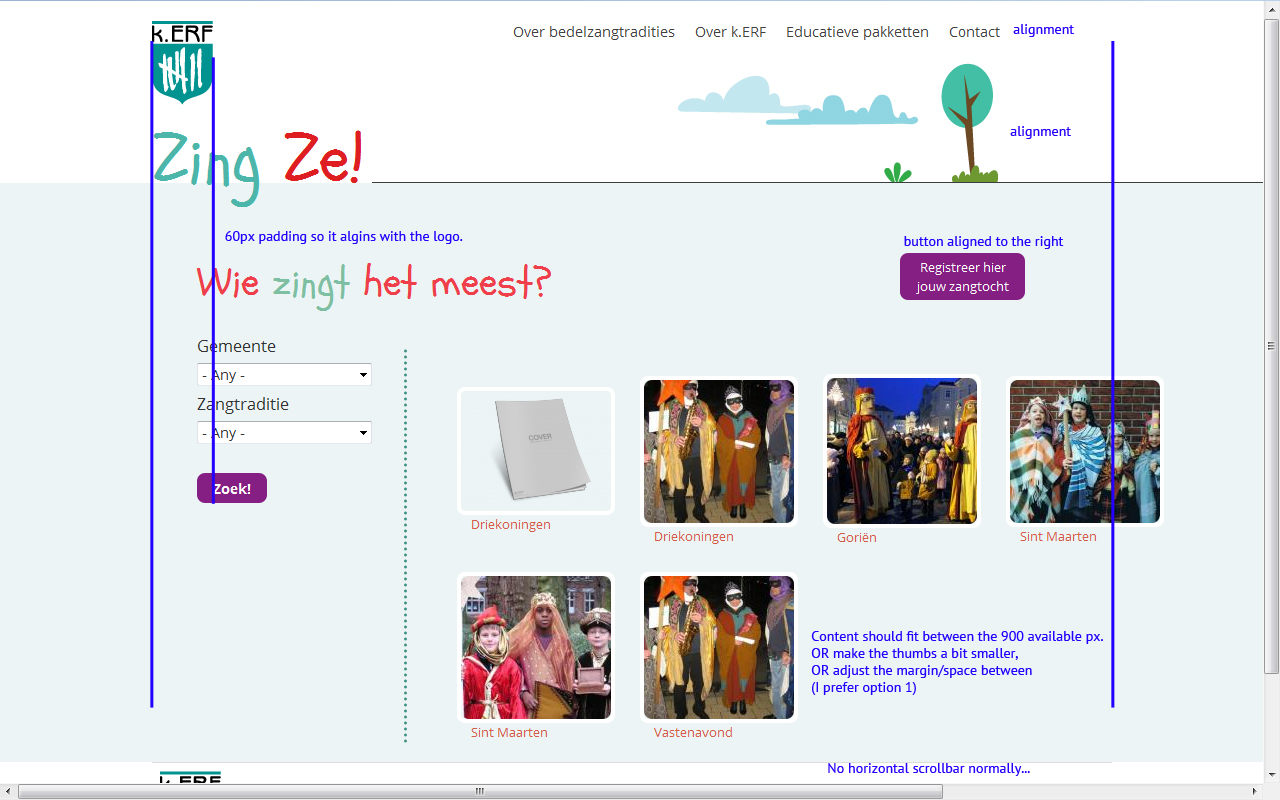 k.ERF
Over bedelzangtradities Over k.ERF Educatieve pakketten Contact alignment
alignment
Zing Ze!
60px padding so it algins with the logo.
button aligned to the right
Registreer hier
jouw zangtocht
Wie zingt het meest?
Gemeente
- Any -
Zangtraditie
- Any -
Zoek!
COVER
Driekoningen
Driekoningen
Goriën
Sint Maarten
Content should fit between the 900 available px.
OR make the thumbs a bit smaller,
OR adjust the margin/space between
(I prefer option 1)
Sint Maarten
Vastenavond
No horizontal scrollbar normally...
k.ERF